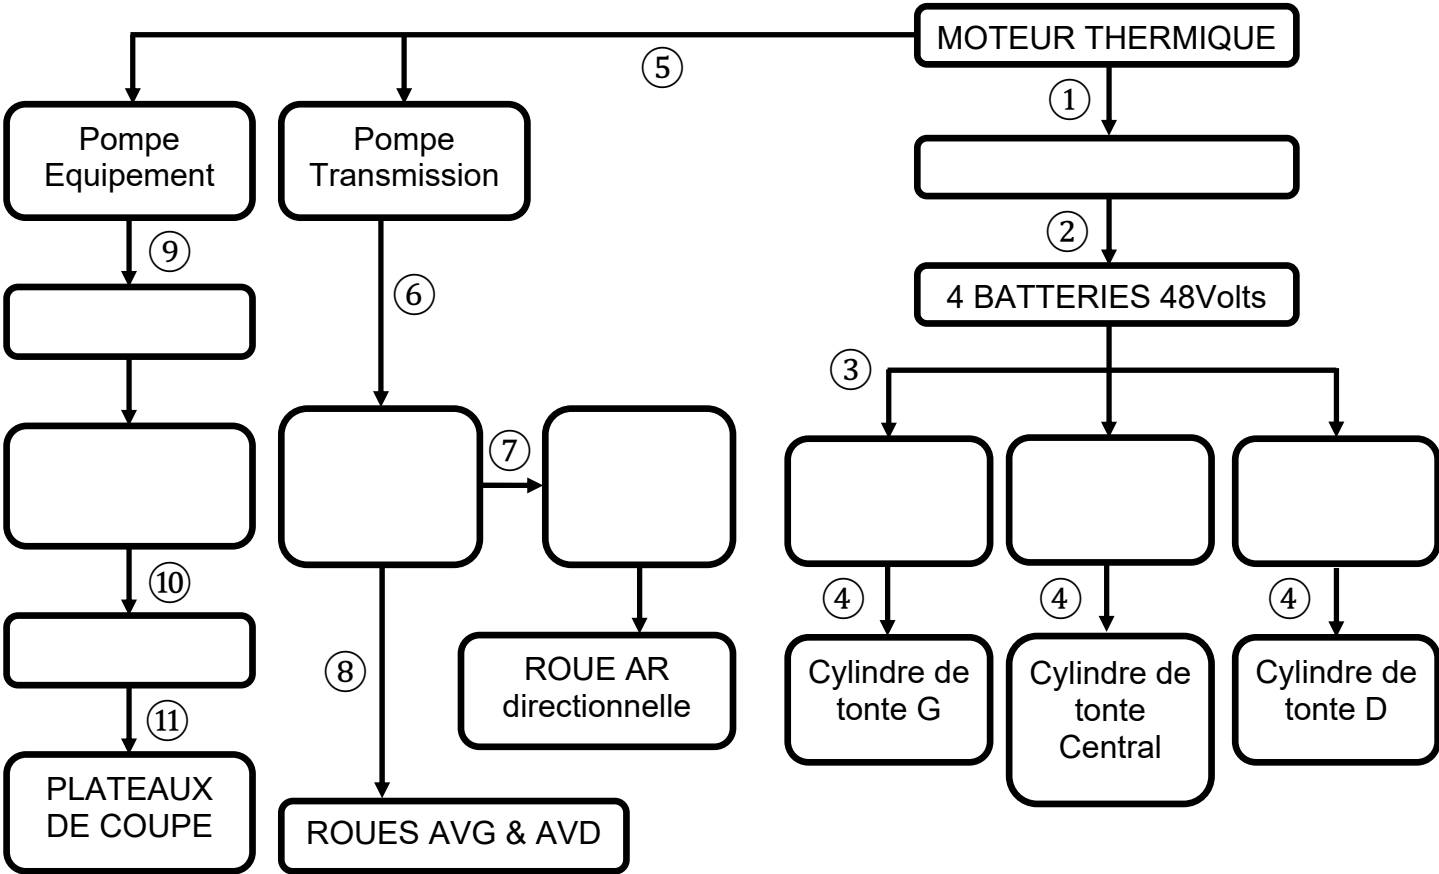 MOTEUR THERMIQUE
⑤
①
Pompe
Equipement
Pompe
Transmission
②
⑨
⑥
4 BATTERIES 48Volts
③
⑦
⑩
④
④
④
⑧
ROUE AR
directionnelle
Cylindre de
tonte G
Cylindre de
tonte
Central
Cylindre de
tonte D
⑪
PLATEAUX
DE COUPE
ROUES AVG & AVD